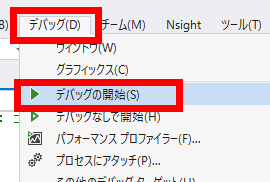 デバッグ(D) チーム(M) Nsight ツール(T)
ウィンドウ(W)
グラフィックス(C)
デバッグの開始(S)
デバッグなしで開始(H)
パフォーマンス プロファイラー(F)...
プロセスにアタッチ(P)...